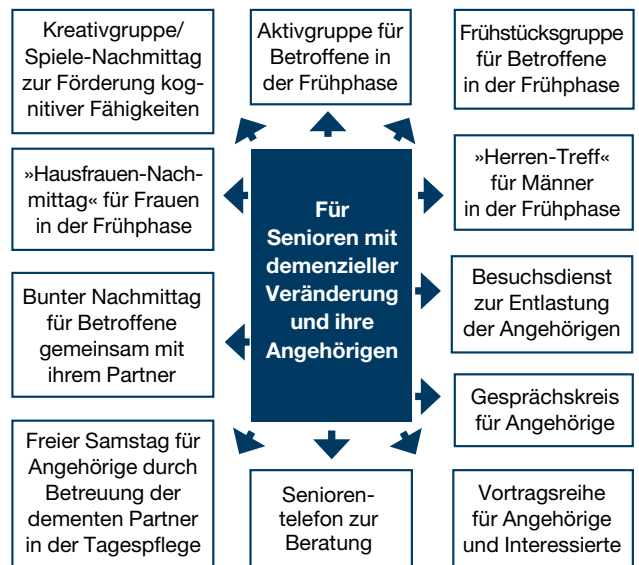 Kreativgruppe/
Spiele-Nachmittag
zur Förderung kog-
nitiver Fähigkeiten
Aktivgruppe für
Betroffene in
der Frühphase
Frühstücksgruppe
für Betroffene
in der Frühphase
»Hausfrauen-Nach-
mittag« für Frauen
in der Frühphase
Für
Senioren mit
demenzieller
Veränderung
und ihre
Angehörigen
»Herren-Treff«
für Männer
in der Frühphase
Bunter Nachmittag
für Betroffene
gemeinsam mit
ihrem Partner
Besuchsdienst
zur Entlastung
der Angehörigen
Gesprächskreis
für Angehörige
Freier Samstag für
Angehörige durch
Betreuung der
dementen Partner
in der Tagespflege
Senioren-
telefon zur
Beratung
Vortragsreihe
für Angehörige
und Interessierte